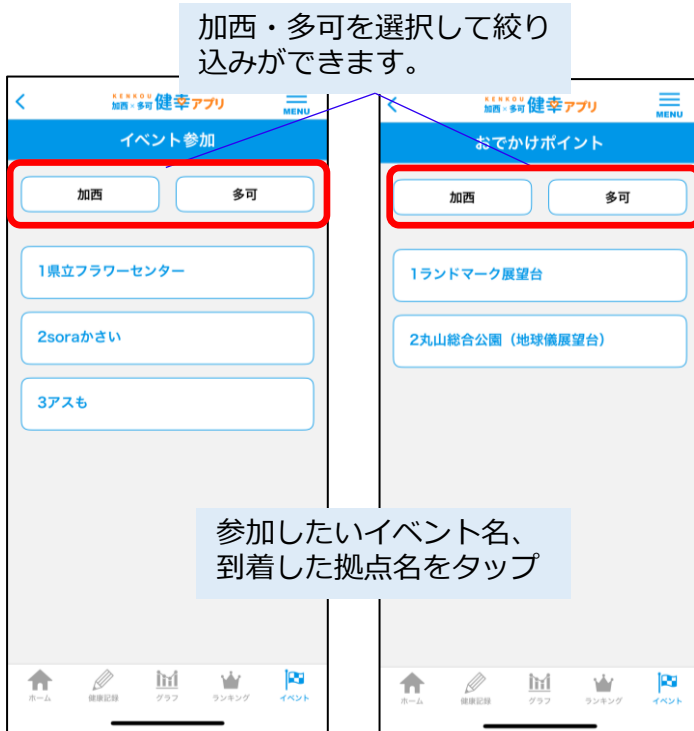 加西・多可を選択して絞り
込みができます。
KENKOU
加西×多可 健幸アプリ
MENU
イベント参加
加西
多可
1県立フラワーセンター
2soraかさい
3アスも
ホーム
健康記録
グラフ
ランキング
イベント
KENKOU
加西×多可 健幸アプリ
MENU
おでかけポイント
加西
多可
1ランドマーク展望台
2丸山総合公園（地球儀展望台）
参加したいイベント名、
到着した拠点名をタップ
ホーム
健康記録
グラフ
ランキング
イベント